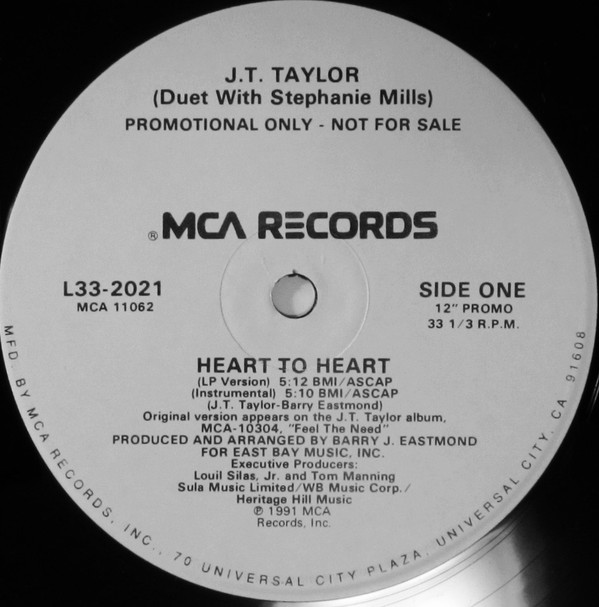 J.T. TAYLOR
(Duet With Stephanie Mills)
PROMOTIONAL ONLY - NOT FOR SALE
® MCA RECORDS
L33-2021
MCA 11062
SIDE ONE
12" PROMO
33 1/3 R.P.M.
HEART TO HEART
(LP Version) 5:12 BMI/ASCAP
(Instrumental) 5:10 BMI/ASCAP
(J.T. Taylor-Barry Eastmond)
Original version appears on the J.T. Taylor album,
MCA-10304, "Feel The Need"
PRODUCED AND ARRANGED BY BARRY J. EASTMOND
FOR EAST BAY MUSIC, INC.
Executive Producers:
Louil Silas, Jr. and Tom Manning
Sula Music Limited/WB Music Corp./
Heritage Hill Music
℗ 1991 MCA
Records, Inc.
MFD. BY MCA RECORDS, INC., 70 UNIVERSAL CITY PLAZA, UNIVERSAL CITY, CA 91608